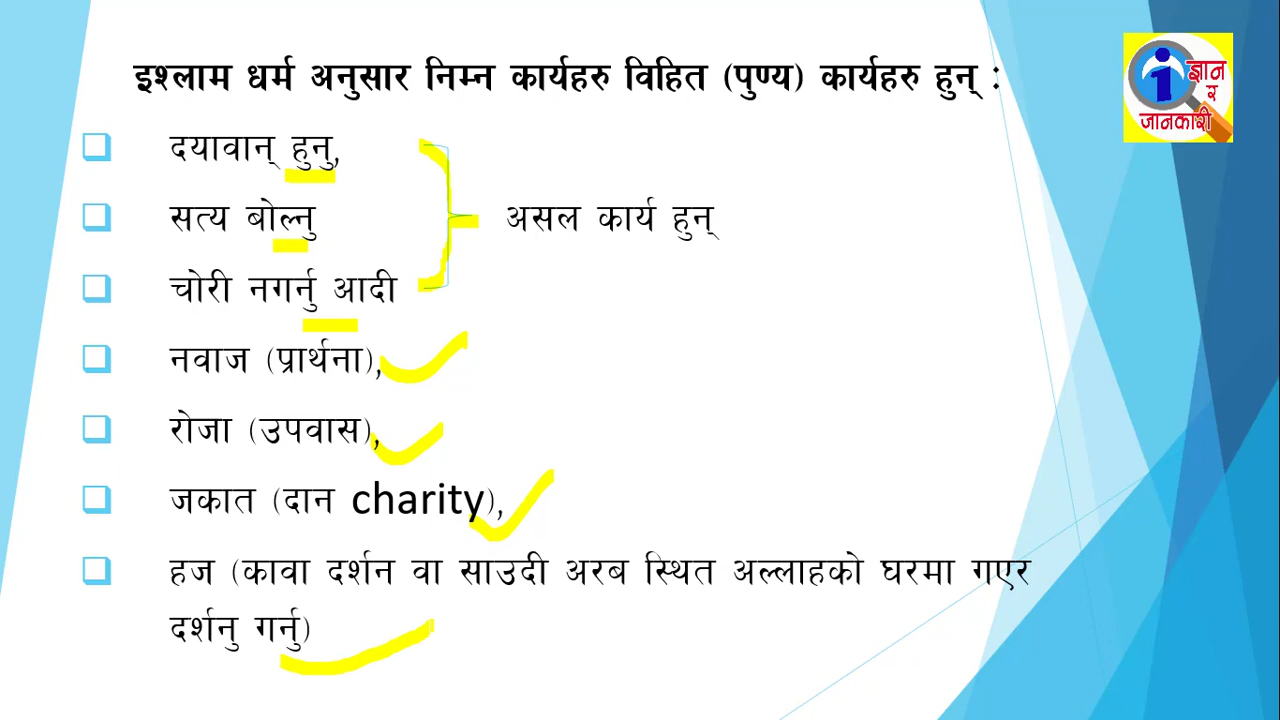 इश्लाम धर्म अनुसार निम्न कार्यहरु विहित (पुण्य) कार्यहरु हुन् :
ज्ञान
र
जानकारी
दयावान् हुनु,
सत्य बोल्नु
असल कार्य हुन्
चोरी नगर्नु आदी
नवाज (प्रार्थना),
रोजा (उपवास),
जकात (दान charity),
हज (कावा दर्शन वा साउदी अरब स्थित अल्लाहको घरमा गएर
दर्शनु गर्नु)